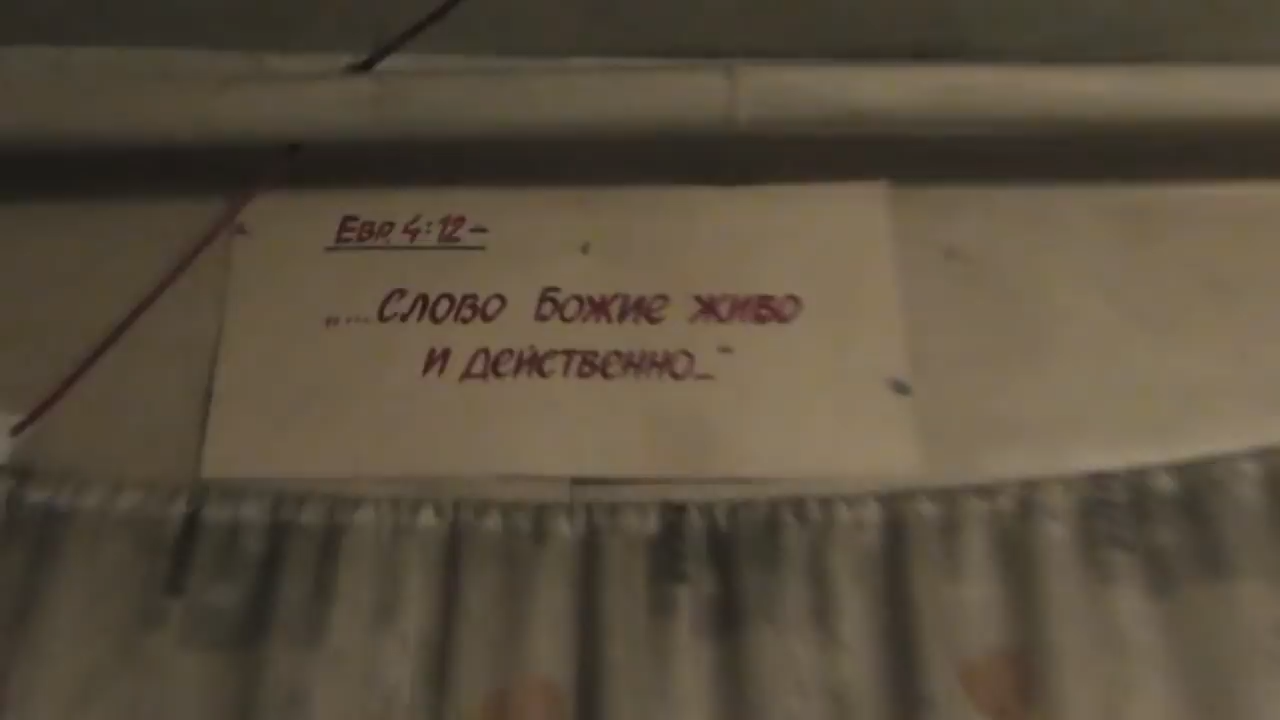 Евр. 4:12-
„...Слово Божие живо
и действенно..."